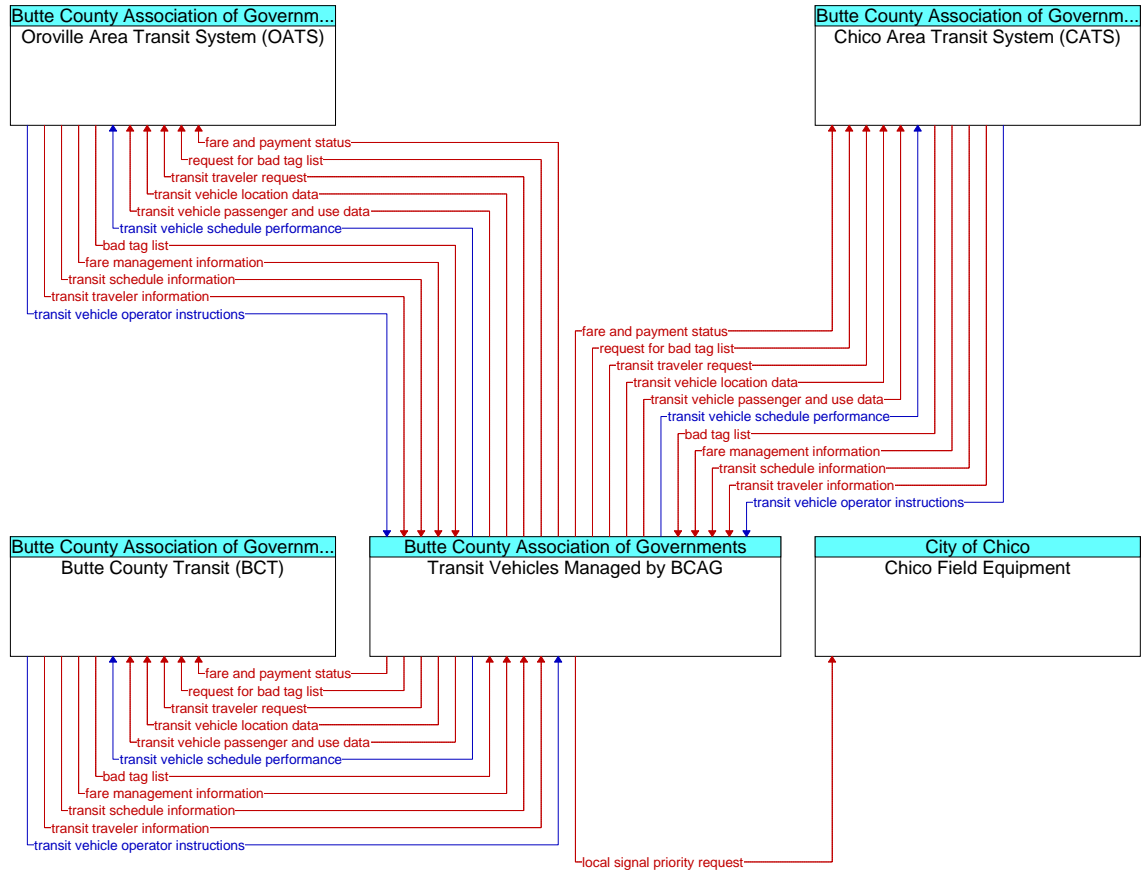 Butte County Association of Governm...
Oroville Area Transit System (OATS)
Butte County Association of Governm...
Chico Area Transit System (CATS)
fare and payment status
request for bad tag list
transit traveler request
transit vehicle location data
transit vehicle passenger and use data
transit vehicle schedule performance
bad tag list
fare management information
transit schedule information
transit traveler information
transit vehicle operator instructions
fare and payment status
request for bad tag list
transit traveler request
transit vehicle location data
transit vehicle passenger and use data
transit vehicle schedule performance
bad tag list
fare management information
transit schedule information
transit traveler information
transit vehicle operator instructions
Butte County Association of Governm...
Butte County Transit (BCT)
Butte County Association of Governments
Transit Vehicles Managed by BCAG
City of Chico
Chico Field Equipment
fare and payment status
request for bad tag list
transit traveler request
transit vehicle location data
transit vehicle passenger and use data
transit vehicle schedule performance
bad tag list
fare management information
transit schedule information
transit traveler information
transit vehicle operator instructions
local signal priority request